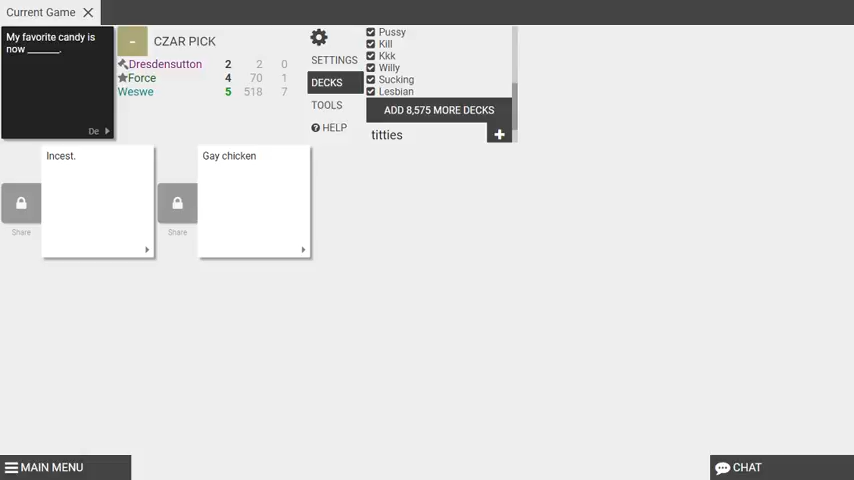 Current Game
My favorite candy is
now ______.
De
-
CZAR PICK
Dresdensutton 2 2 0
Force 4 70 1
Weswe 5 518 7
SETTINGS
DECKS
TOOLS
HELP
Pussy
Kill
Kkk
Willy
Sucking
Lesbian
ADD 8,575 MORE DECKS
titties
+
Incest.
Share
Gay chicken
Share
MAIN MENU
CHAT